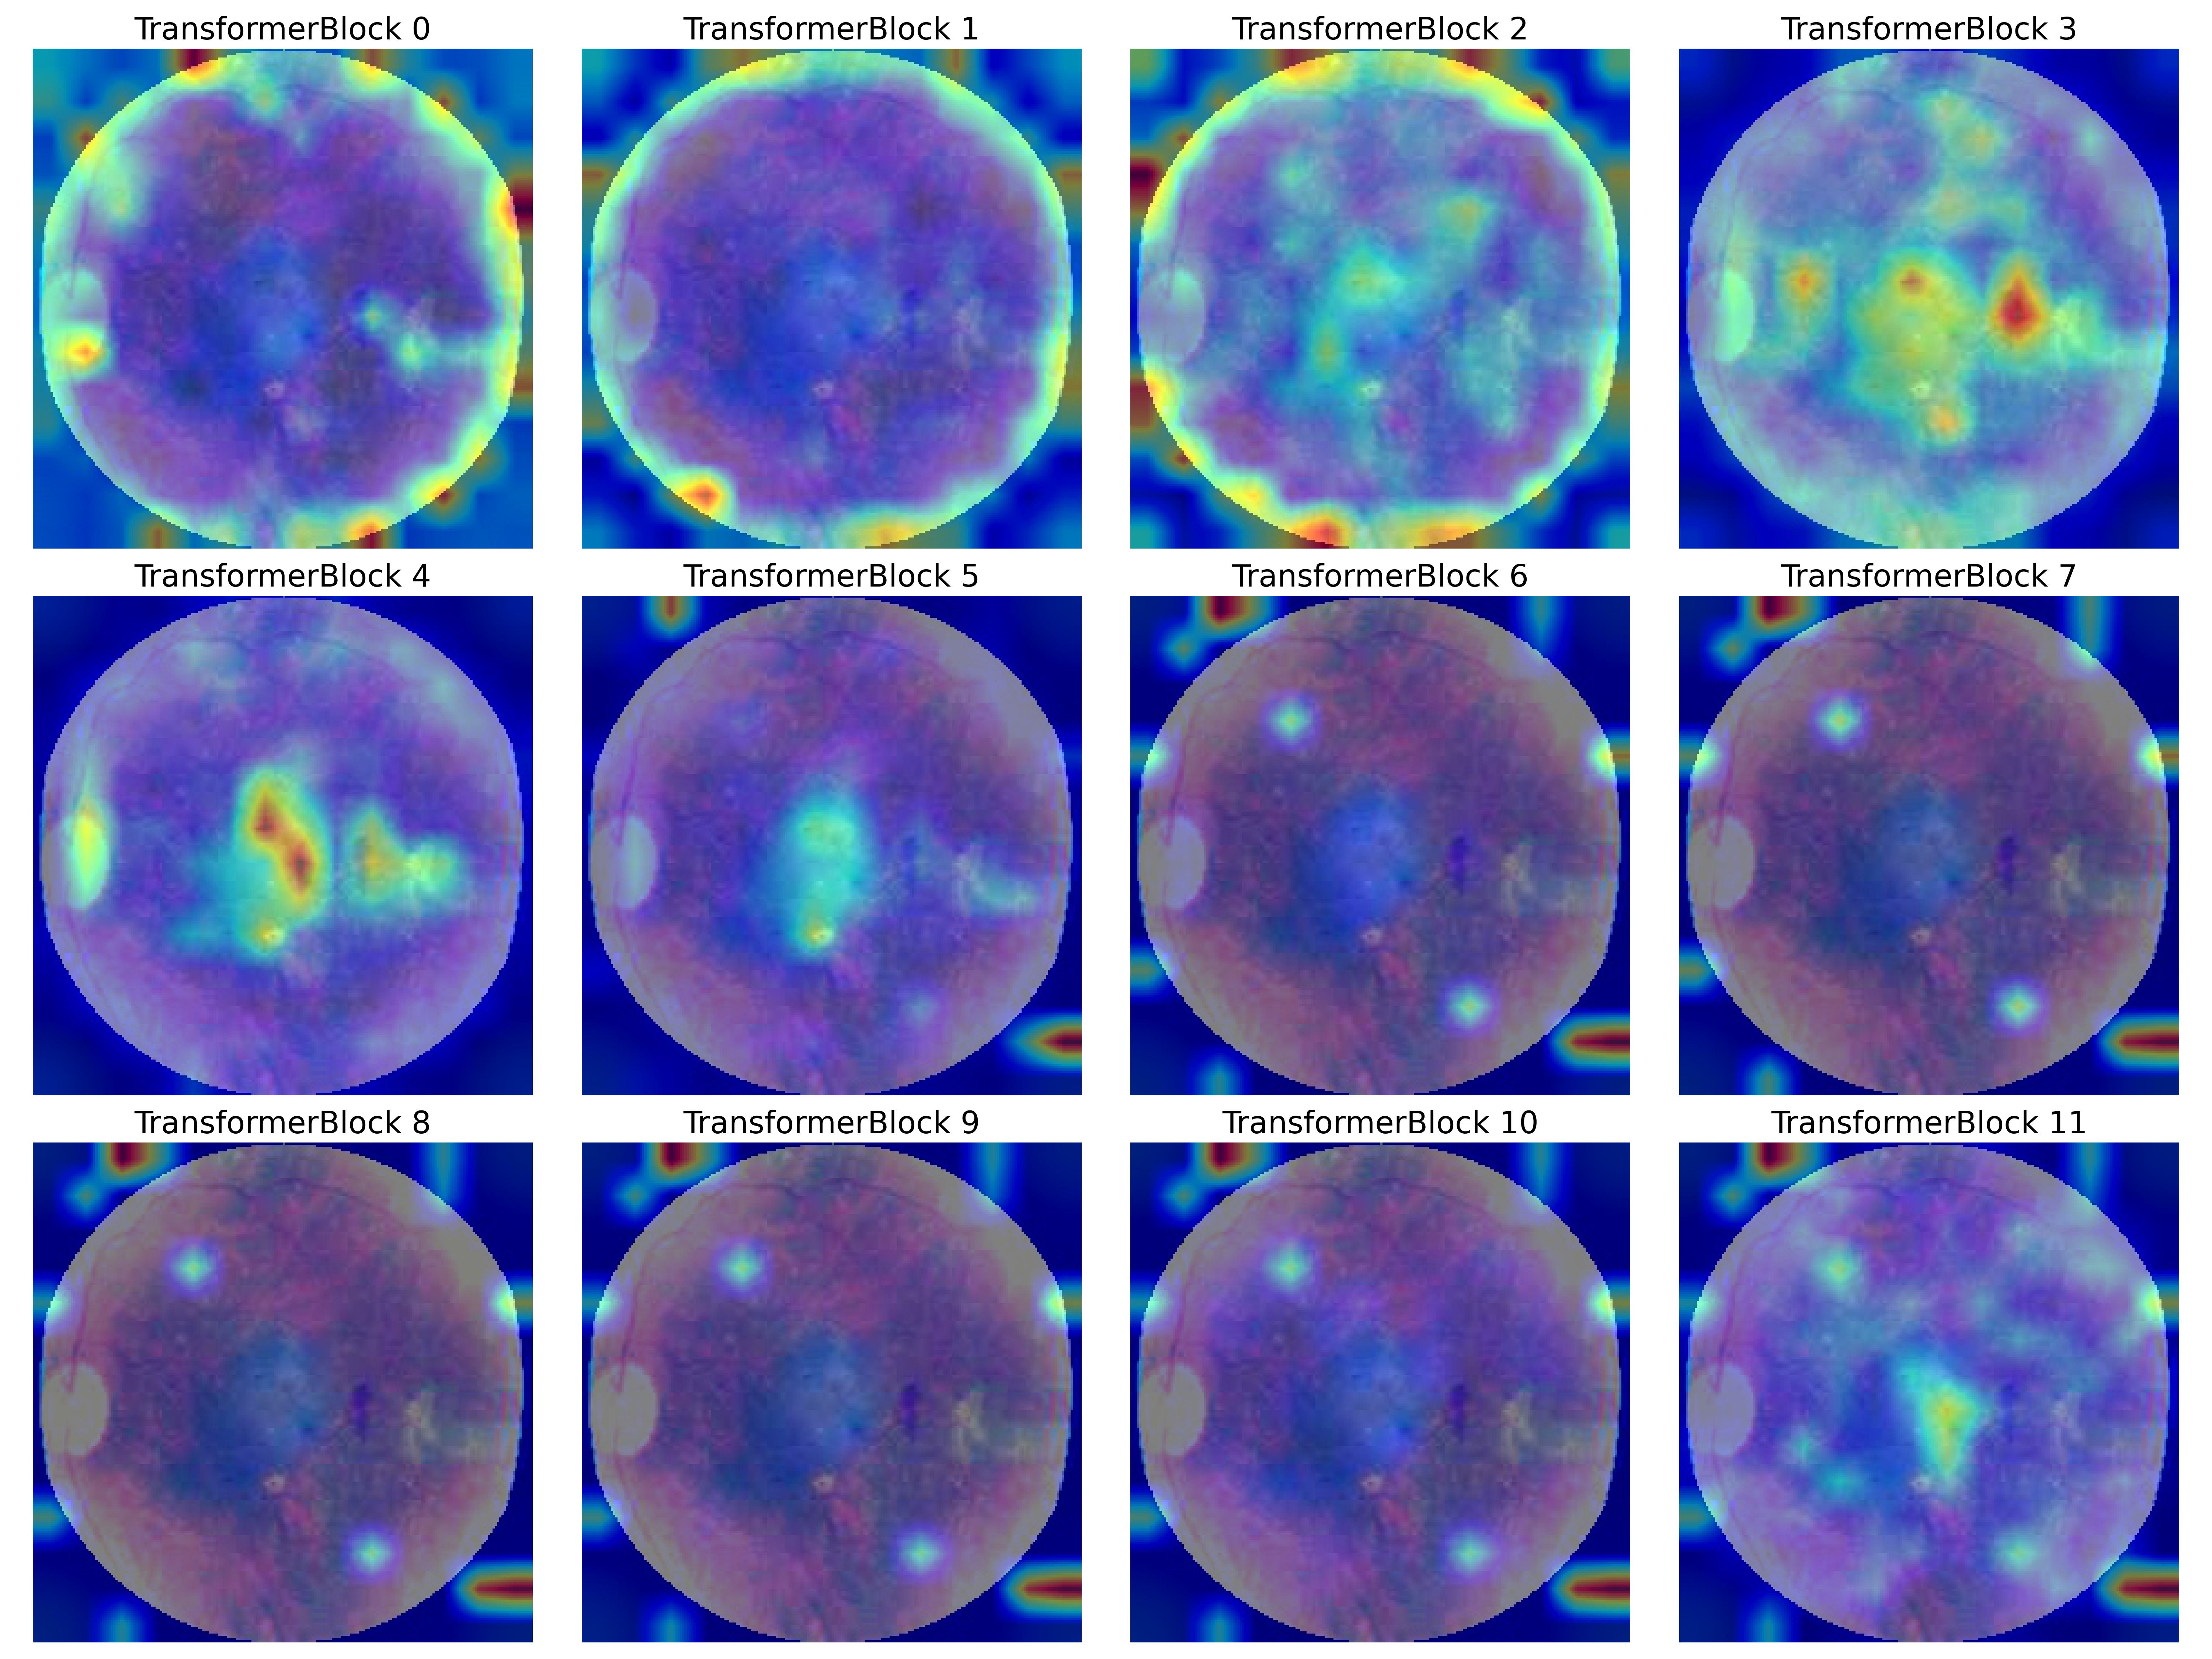 TransformerBlock 0
TransformerBlock 1
TransformerBlock 2
TransformerBlock 3
TransformerBlock 4
TransformerBlock 5
TransformerBlock 6
TransformerBlock 7
TransformerBlock 8
TransformerBlock 9
TransformerBlock 10
TransformerBlock 11